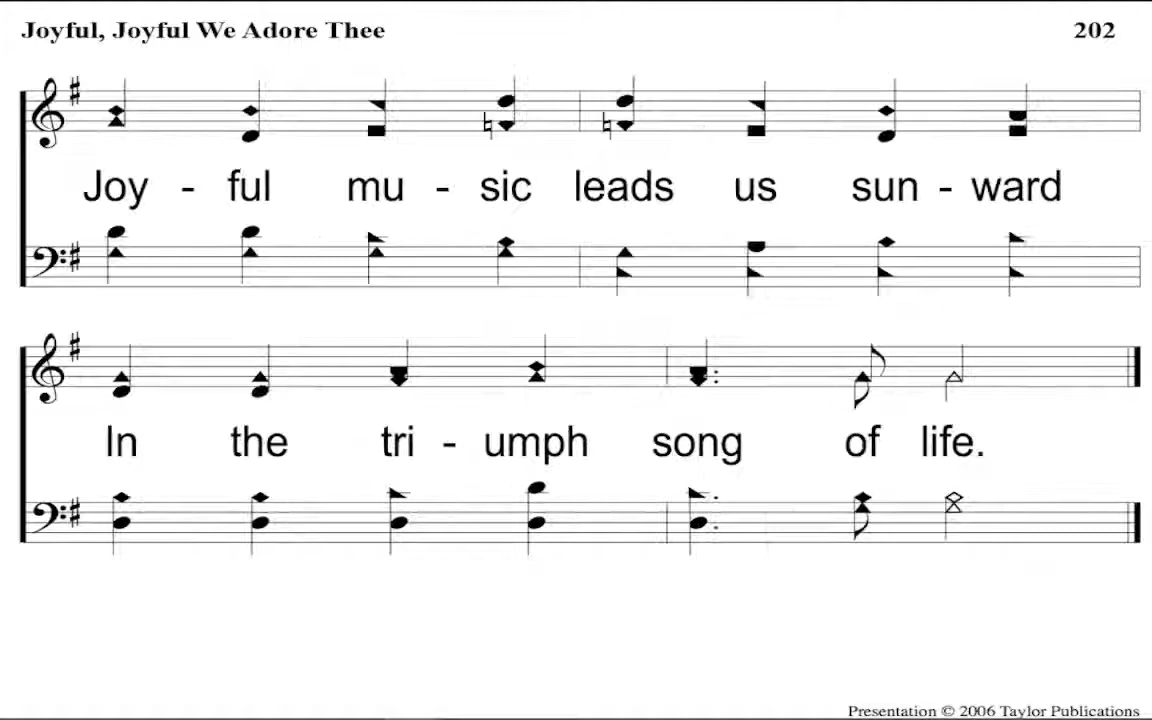 Joyful, Joyful We Adore Thee 202
Joy - ful mu - sic leads us sun - ward
In the tri - umph song of life.
Presentation © 2006 Taylor Publications